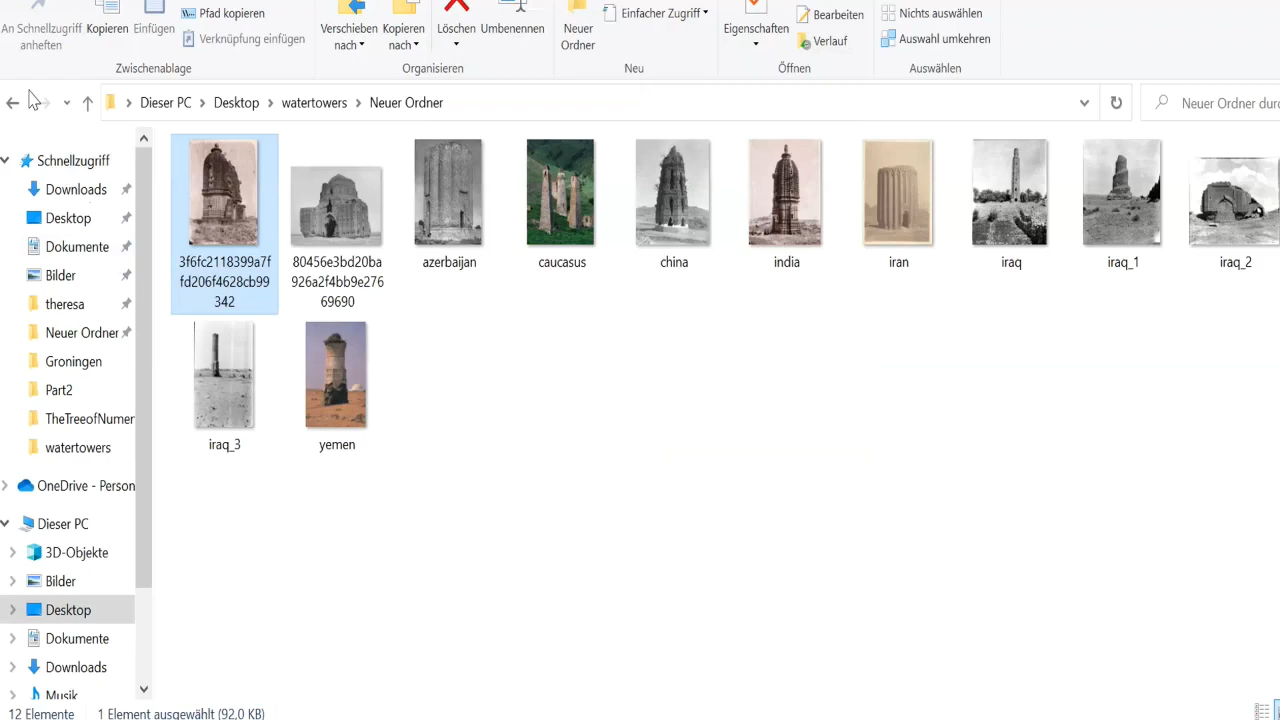 An Schnellzugriff
anheften
Kopieren
Einfügen
Pfad kopieren
Verknüpfung einfügen
Zwischenablage
Verschieben
nach
Kopieren
nach
Löschen
Umbenennen
Organisieren
Neuer
Ordner
Einfacher Zugriff
Neu
Eigenschaften
Bearbeiten
Verlauf
Öffnen
Nichts auswählen
Auswahl umkehren
Auswählen
Dieser PC > Desktop > watertowers > Neuer Ordner
Neuer Ordner durc
Schnellzugriff
Downloads
Desktop
Dokumente
Bilder
theresa
Neuer Ordner
Groningen
Part2
TheTreeofNumer
watertowers
OneDrive - Person
Dieser PC
3D-Objekte
Bilder
Desktop
Dokumente
Downloads
Musik
3f6fc2118399a7f
fd206f4628cb99
342
80456e3bd20ba
926a2f4bb9e276
69690
azerbaijan
caucasus
china
india
iran
iraq
iraq_1
iraq_2
iraq_3
yemen
12 Elemente
1 Element ausgewählt (92,0 KB)